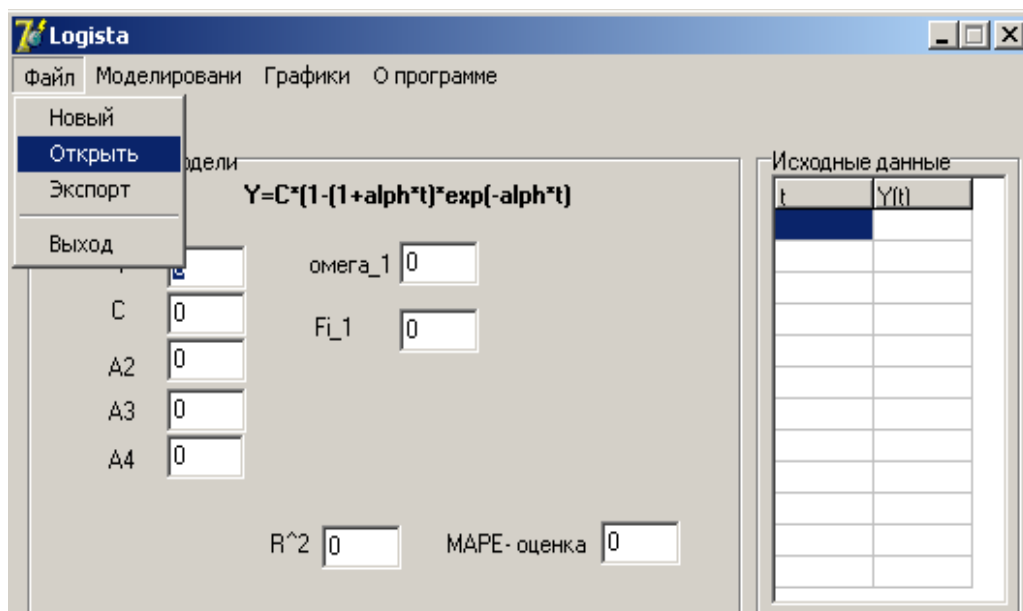 Logista
Файл Моделировани Графики О программе
Новый
Открыть
Экспорт
Выход
Исходные данные
Y=C*(1-(1+alph*t)*exp(-alph*t)
t Y(t)
омега_1 0
C 0
Fi_1 0
A2 0
A3 0
A4 0
R^2 0 MAPE- оценка 0